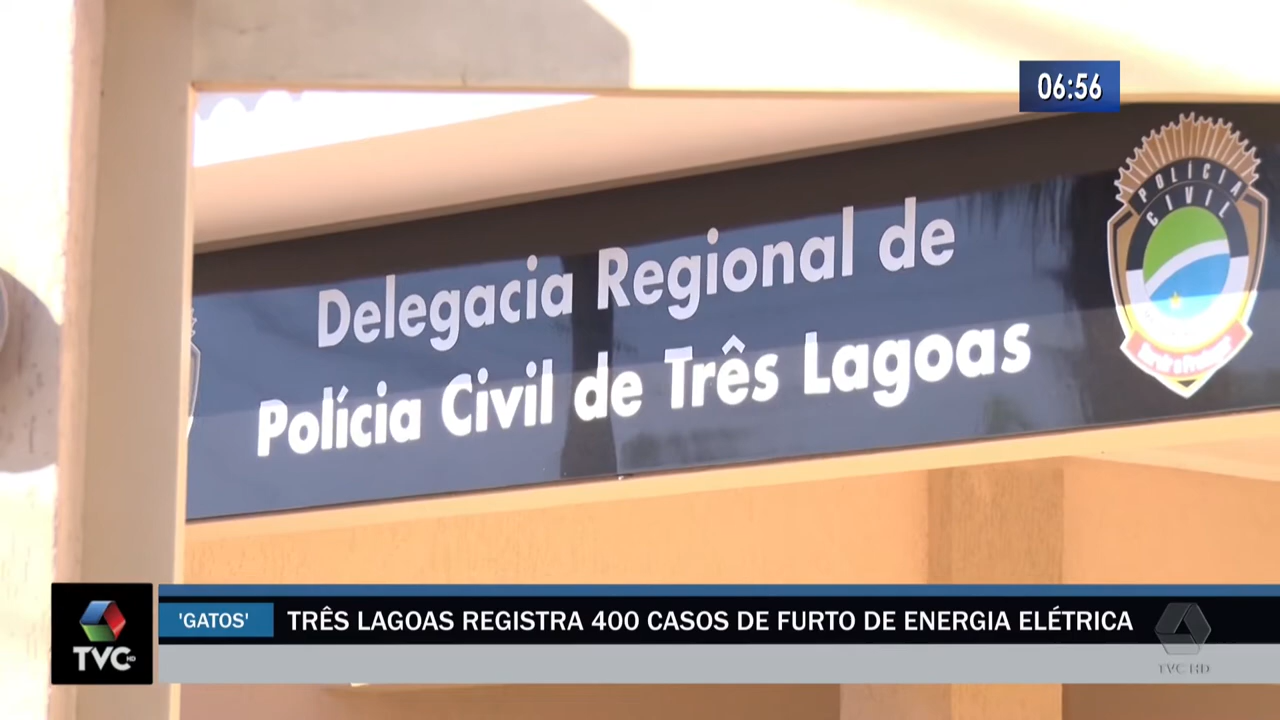 06:56
POLÍCIA
CIVIL
Delegacia Regional de
Polícia Civil de Três Lagoas
'GATOS'
TRÊS LAGOAS REGISTRA 400 CASOS DE FURTO DE ENERGIA ELÉTRICA
TVC HD
TVC HD